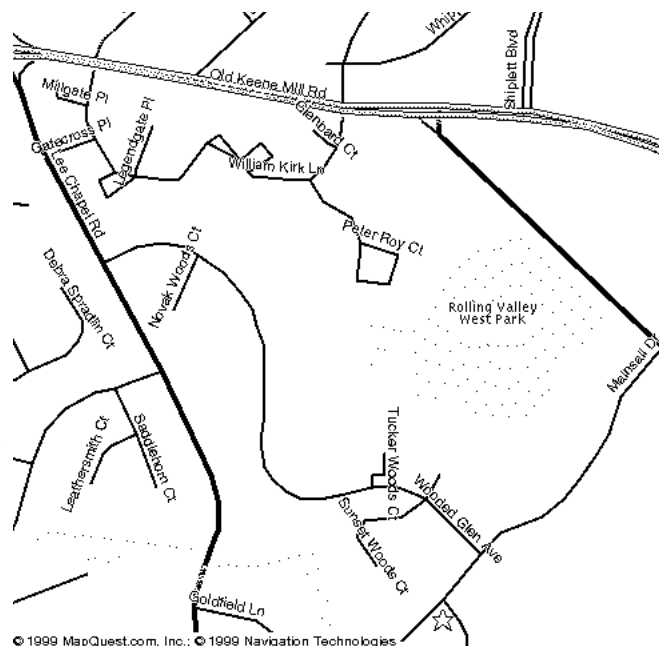 Shiplett Blvd
Old Keene Mill Rd
Millgate Pl
Legendgate Pl
Glenbard Ct
Gatecross Pl
William Kirk Ln
Lee Chapel Rd
Peter Roy Ct
Novak Woods Ct
Debra Spradlin Ct
Rolling Valley
West Park
Mainsail Dr
Tucker Woods Ct
Saddlehorn Ct
Leathersmith Ct
Wooded Glen Ave
Sunset Woods Ct
Goldfield Ln
© 1999 MapQuest.com, Inc.; © 1999 Navigation Technologies